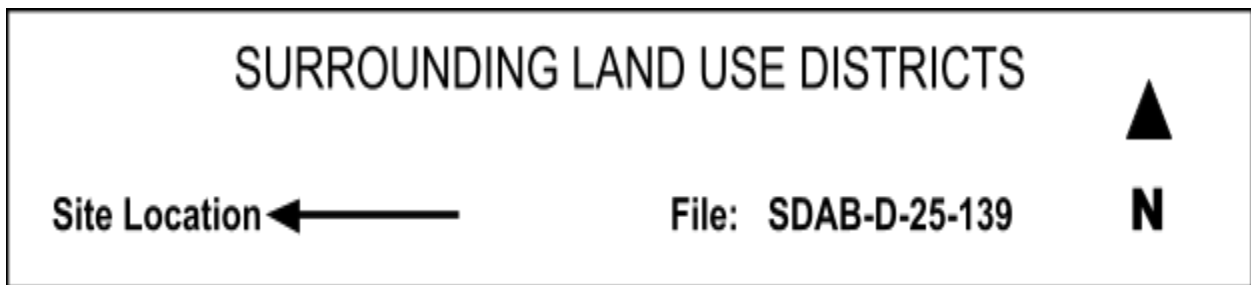 SURROUNDING LAND USE DISTRICTS
Site Location
File: SDAB-D-25-139
N